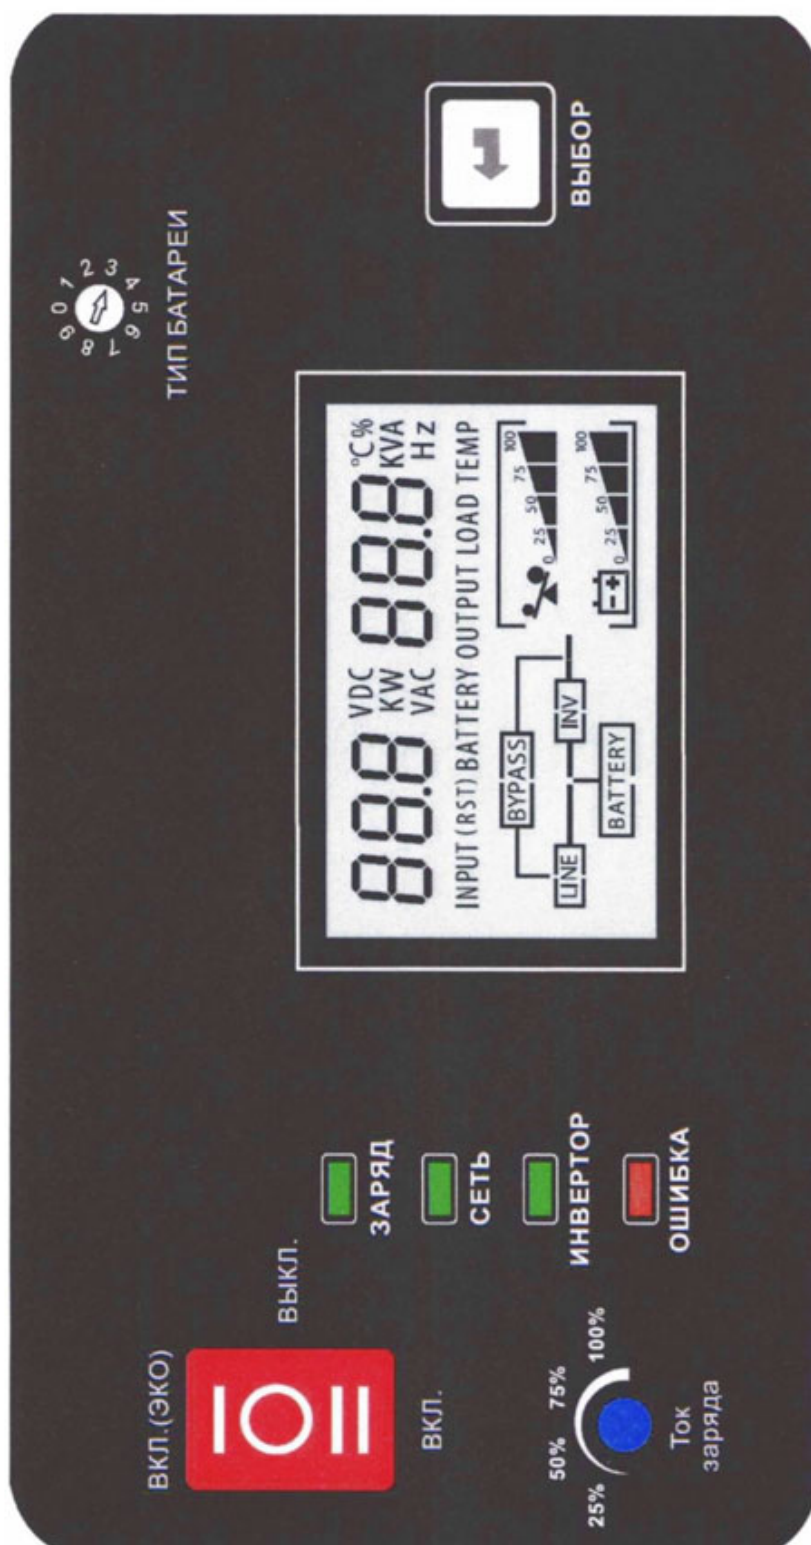 ВКЛ.(ЭКО)
ВЫКЛ.
ВКЛ.
25% 50% 75% 100%
Ток
заряда
ЗАРЯД
СЕТЬ
ИНВЕРТОР
ОШИБКА
88.8 VDC KW VAC 88.8 °C% KVA Hz
INPUT (RST) BATTERY OUTPUT LOAD TEMP
BYPASS
LINE
INV
BATTERY
0 25 50 75 100
0 25 50 75 100
0 1 2 3 4 5 6 7 8 9
ТИП БАТАРЕИ
ВЫБОР